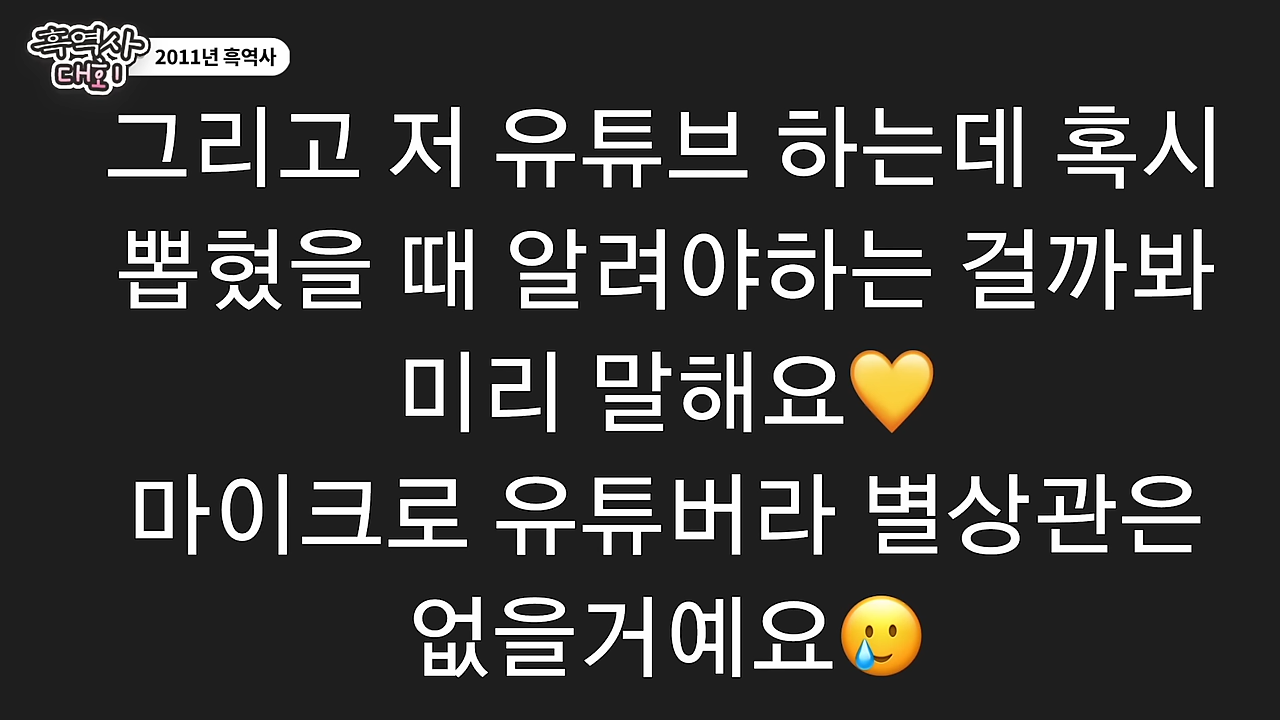 흑역사
대회
2011년 흑역사
그리고 저 유튜브 하는데 혹시
뽑혔을 때 알려야하는 걸까봐
미리 말해요💛
마이크로 유튜버라 별상관은
없을거예요🥲